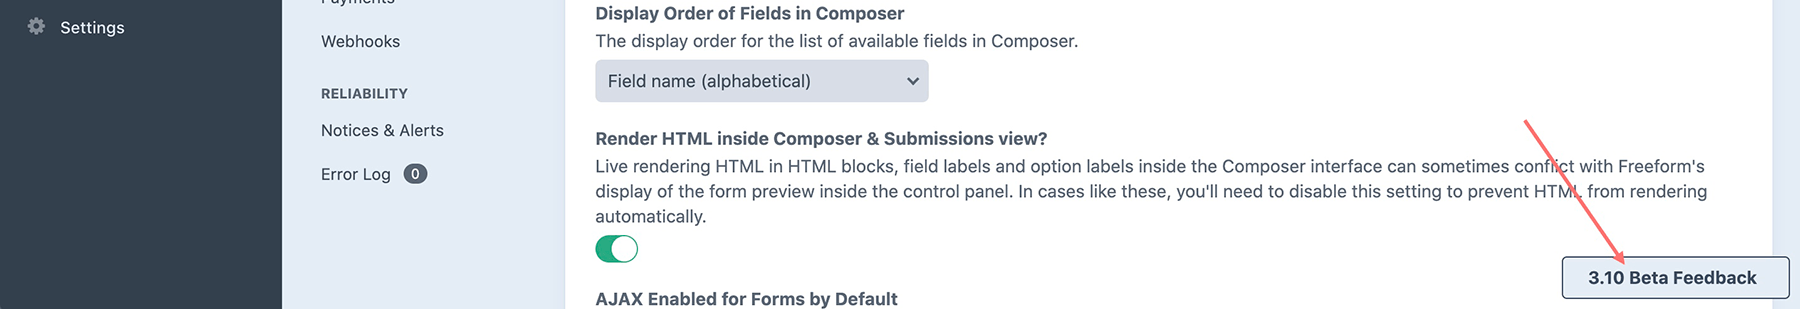 Settings
Payments
Webhooks
RELIABILITY
Notices & Alerts
Error Log 0
Display Order of Fields in Composer
The display order for the list of available fields in Composer.
Field name (alphabetical)
Render HTML inside Composer & Submissions view?
Live rendering HTML in HTML blocks, field labels and option labels inside the Composer interface can sometimes conflict with Freeform's
display of the form preview inside the control panel. In cases like these, you'll need to disable this setting to prevent HTML from rendering
automatically.
3.10 Beta Feedback
AJAX Enabled for Forms by Default